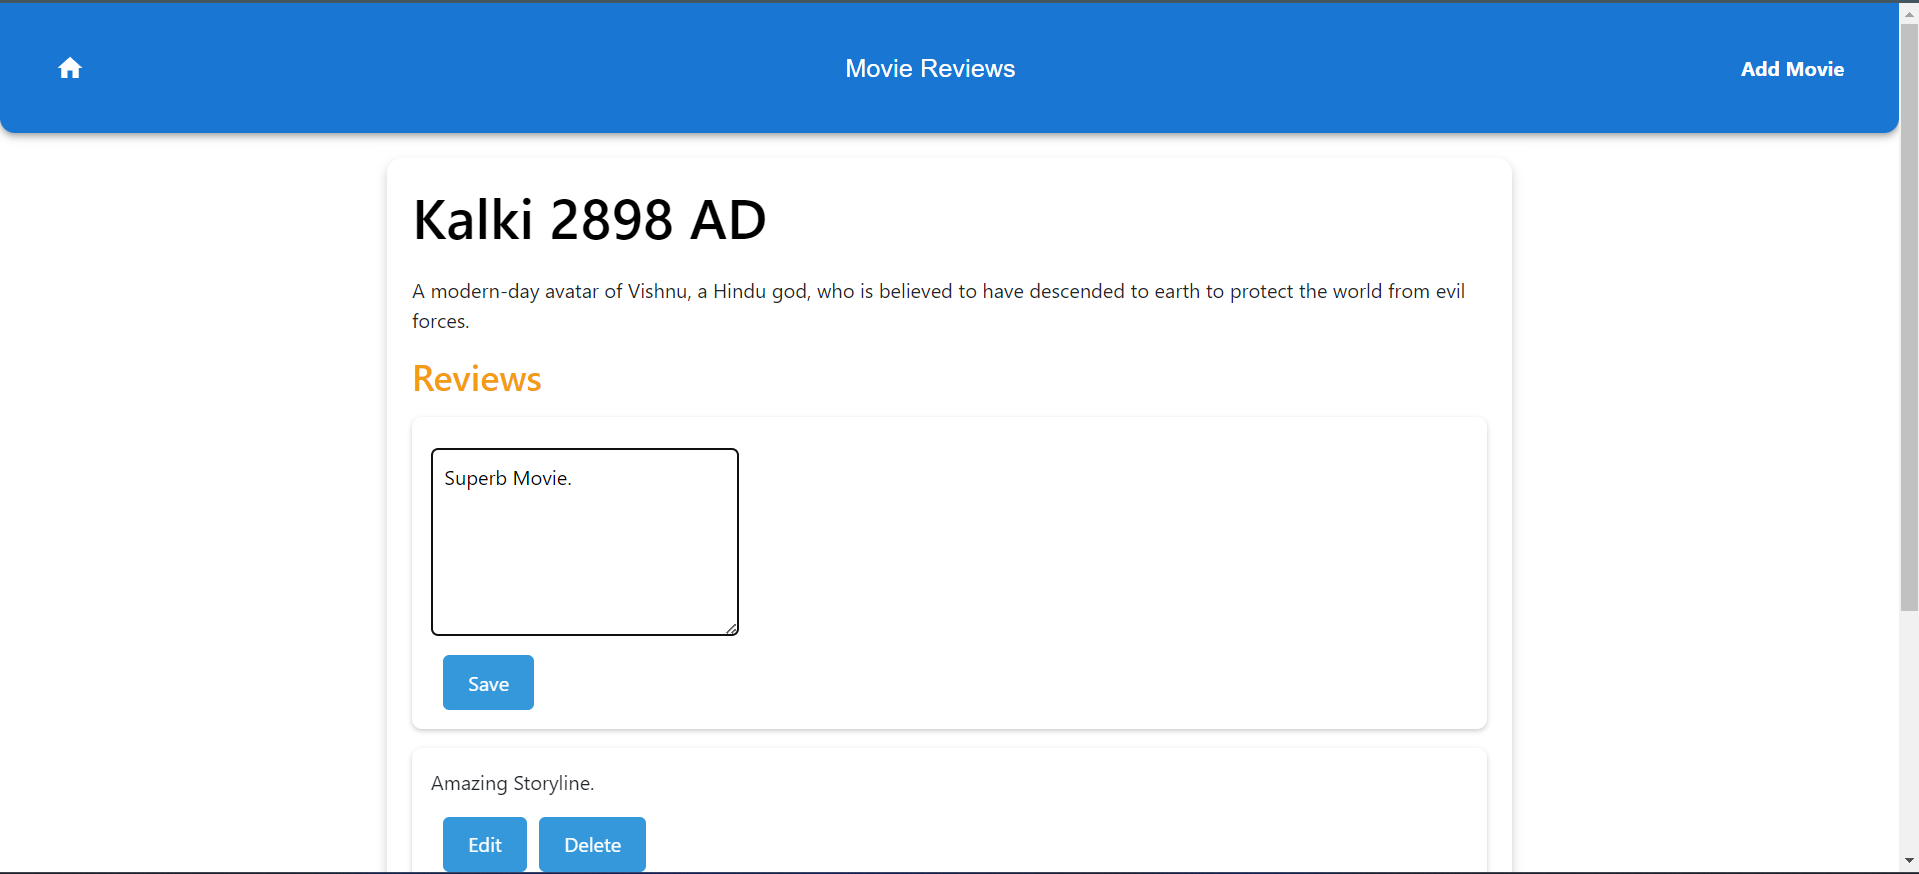 Movie Reviews
Add Movie
Kalki 2898 AD
A modern-day avatar of Vishnu, a Hindu god, who is believed to have descended to earth to protect the world from evil
forces.
Reviews
Superb Movie.
Save
Amazing Storyline.
Edit
Delete